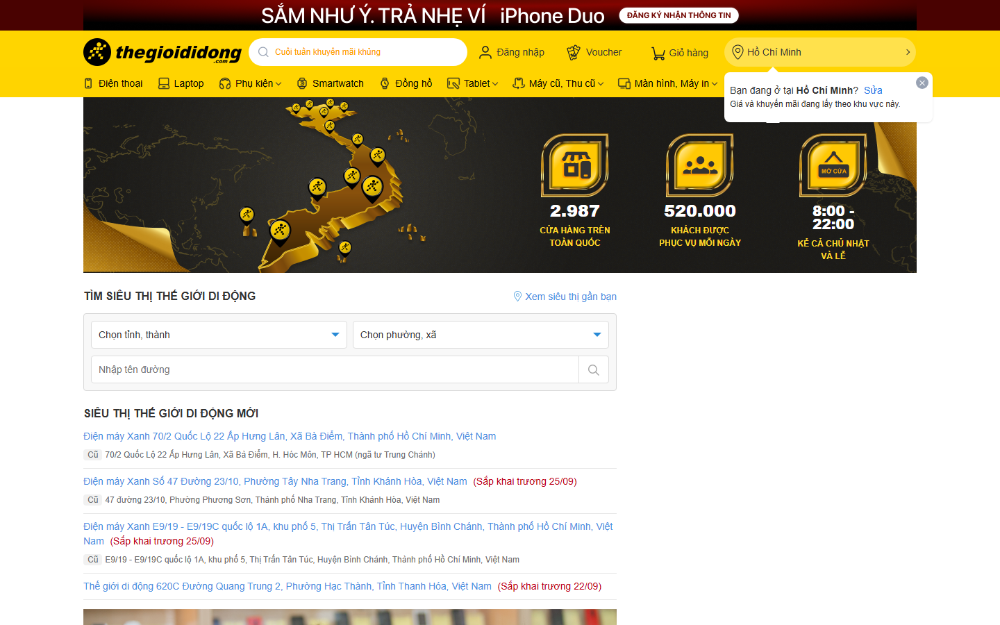 SẮM NHƯ Ý. TRẢ NHẸ VÍ iPhone Duo ĐĂNG KÝ NHẬN THÔNG TIN
thegioididong.com
Cuối tuần khuyến mãi khủng
Đăng nhập
Voucher
Giỏ hàng
Hồ Chí Minh
Điện thoại
Laptop
Phụ kiện
Smartwatch
Đồng hồ
Tablet
Máy cũ, Thu cũ
Màn hình, Máy in
Bạn đang ở tại Hồ Chí Minh? Sửa
Giá và khuyến mãi đang lấy theo khu vực này.
MỞ CỬA
2.987
CỬA HÀNG TRÊN
TOÀN QUỐC
520.000
KHÁCH ĐƯỢC
PHỤC VỤ MỖI NGÀY
8:00 -
22:00
KỂ CẢ CHỦ NHẬT
VÀ LỄ
TÌM SIÊU THỊ THẾ GIỚI DI ĐỘNG
Xem siêu thị gần bạn
Chọn tỉnh, thành
Chọn phường, xã
Nhập tên đường
SIÊU THỊ THẾ GIỚI DI ĐỘNG MỚI
Điện máy Xanh 70/2 Quốc Lộ 22 Ấp Hưng Lân, Xã Bà Điểm, Thành phố Hồ Chí Minh, Việt Nam
Cũ 70/2 Quốc Lộ 22 Ấp Hưng Lân, Xã Bà Điểm, H. Hóc Môn, TP HCM (ngã tư Trung Chánh)
Điện máy Xanh Số 47 Đường 23/10, Phường Tây Nha Trang, Tỉnh Khánh Hòa, Việt Nam (Sắp khai trương 25/09)
Cũ 47 đường 23/10, Phường Phương Sơn, Thành phố Nha Trang, Tỉnh Khánh Hòa, Việt Nam
Điện máy Xanh E9/19 - E9/19C quốc lộ 1A, khu phố 5, Thị Trấn Tân Túc, Huyện Bình Chánh, Thành phố Hồ Chí Minh, Việt
Nam (Sắp khai trương 25/09)
Cũ E9/19 - E9/19C quốc lộ 1A, khu phố 5, Thị Trấn Tân Túc, Huyện Bình Chánh, Thành phố Hồ Chí Minh, Việt Nam
Thế giới di động 620C Đường Quang Trung 2, Phường Hạc Thành, Tỉnh Thanh Hóa, Việt Nam (Sắp khai trương 22/09)